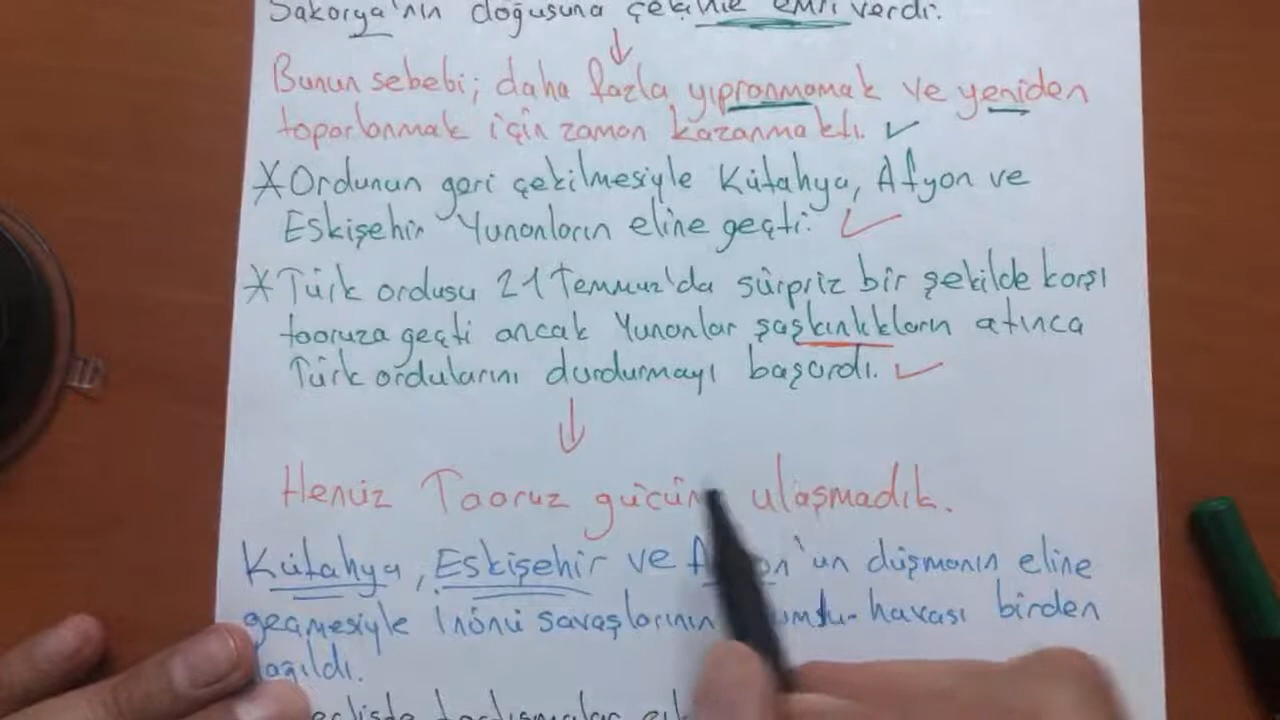 Sakarya'nın doğusuna çekilme emri verdi.
Bunun sebebi; daha fazla yıpranmamak ve yeniden
toparlanmak için zaman kazanmaktı.
*Ordunun geri çekilmesiyle Kütahya, Afyon ve
Eskişehir Yunanların eline geçti.
*Türk ordusu 21 Temmuz'da sürpriz bir şekilde karşı
taaruza geçti ancak Yunanlar şaşkınlıkların atınca
Türk ordularını durdurmayı başardı.
Henüz Taaruz gücüne ulaşmadık.
Kütahya, Eskişehir ve Afyon'un düşmanın eline
geçmesiyle İnönü savaşlarının havası birden
dağıldı.